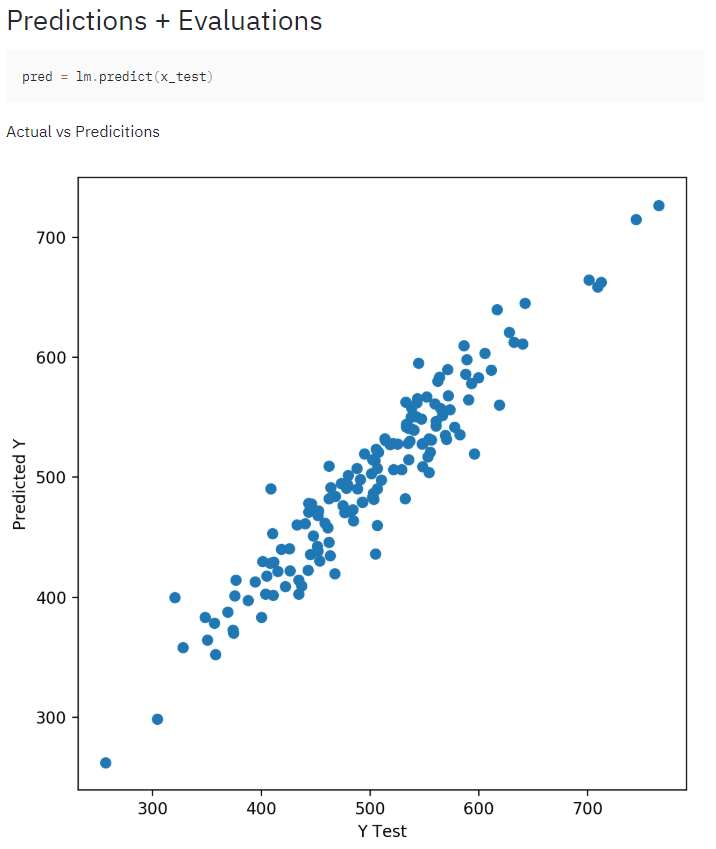 Predictions + Evaluations
pred = lm.predict(x_test)
Actual vs Predicitions
700
600
500
400
300
Predicted Y
300 400 500 600 700
Y Test